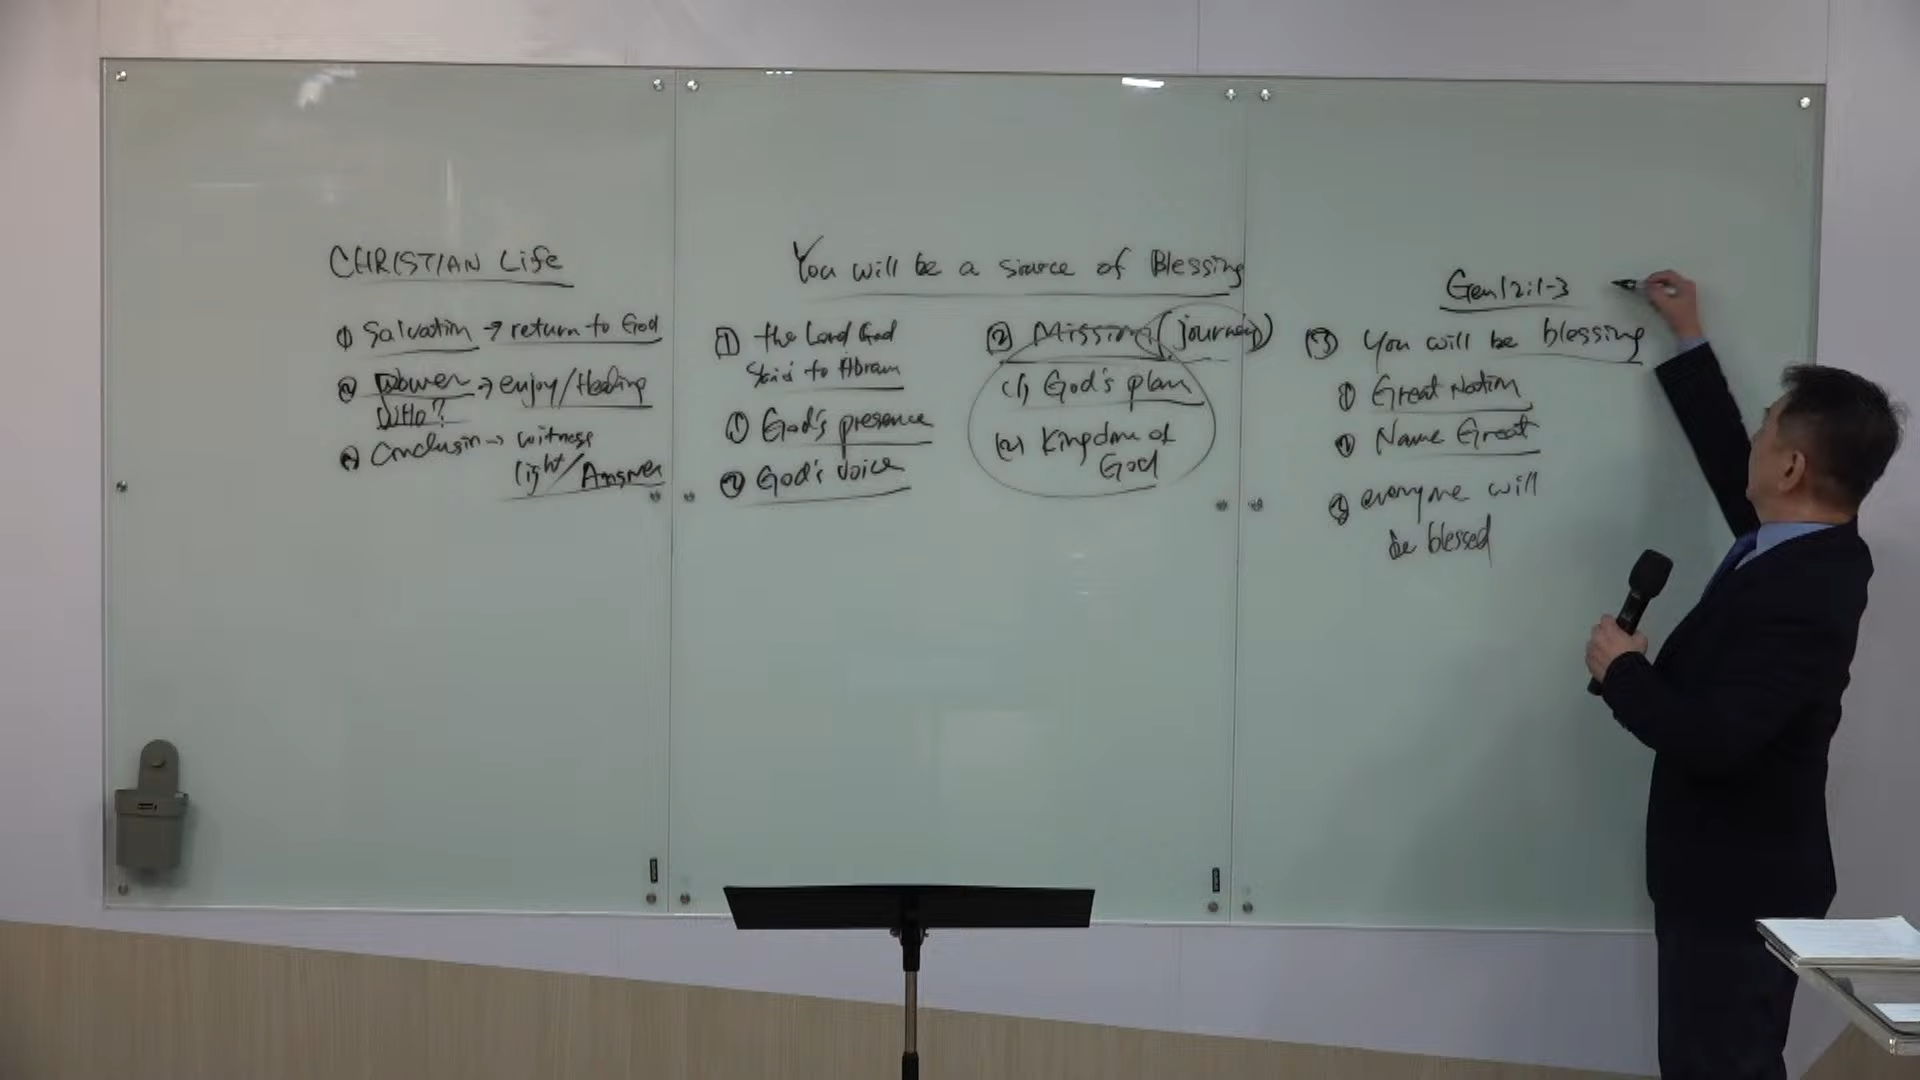 CHRISTIAN Life
① Salvation → return to God
② Power → enjoy/Healing
Who?
③ Conclusion → witness
light/Answer
You will be a source of Blessing
1 the Lord God
said to Abram
① God's presence
② God's voice
② Mission (journey)
(1) God's plan
(2) Kingdom of
God
Gen12:1-3
③ You will be blessing
① Great Nation
② Name Great
③ everyone will
be blessed